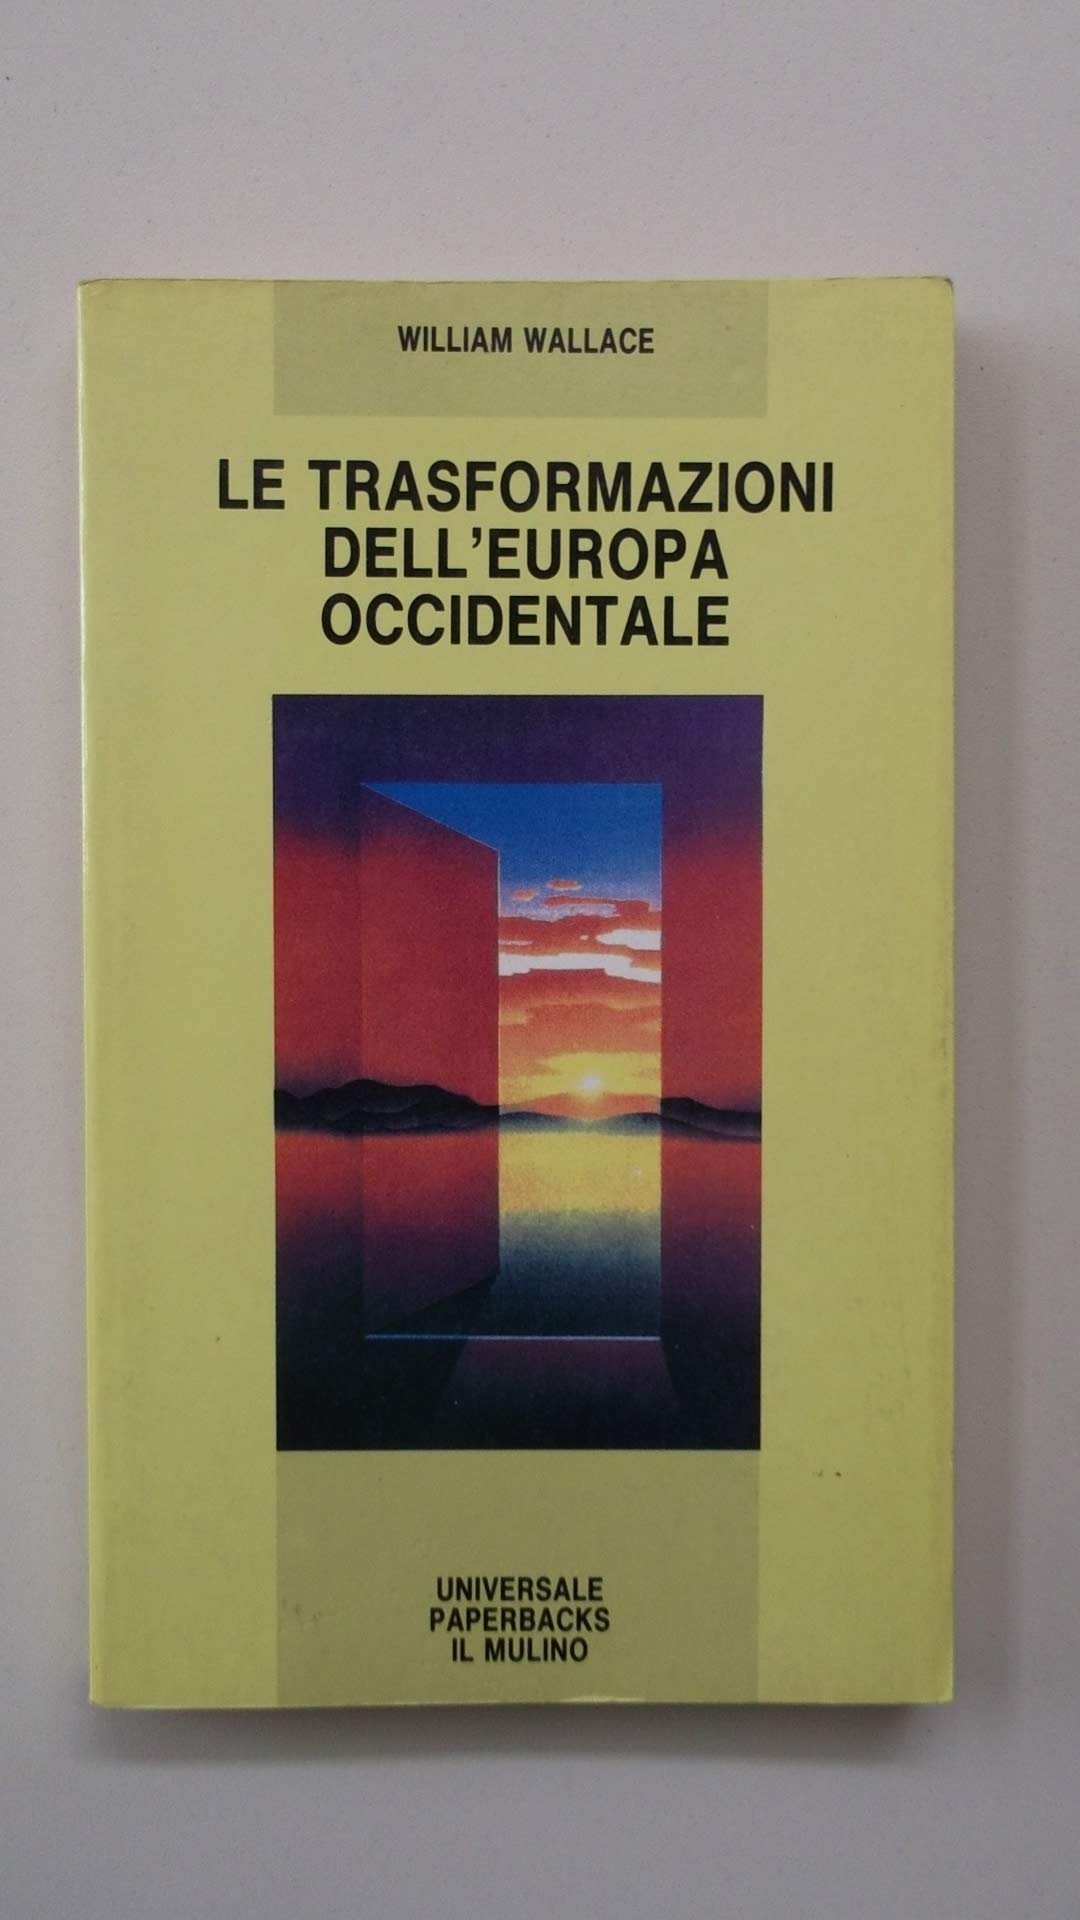 WILLIAM WALLACE
LE TRASFORMAZIONI
DELL'EUROPA
OCCIDENTALE
UNIVERSALE
PAPERBACKS
IL MULINO